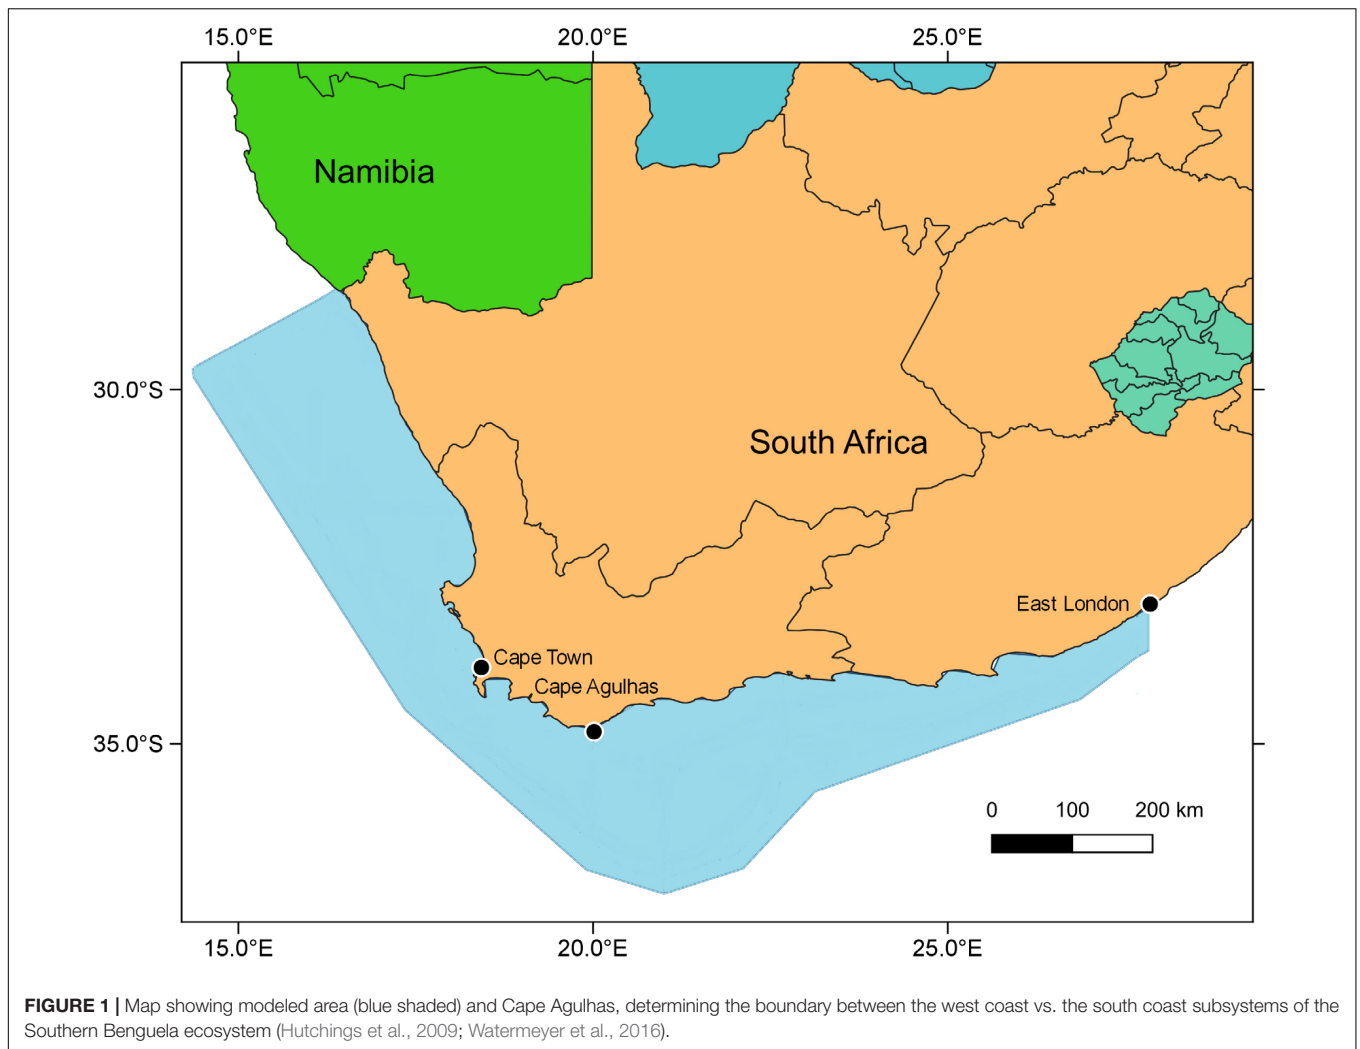 15.0°E 20.0°E 25.0°E
Namibia
30.0°S
South Africa
East London
Cape Town
Cape Agulhas
35.0°S
0 100 200 km
15.0°E 20.0°E 25.0°E
FIGURE 1 | Map showing modeled area (blue shaded) and Cape Agulhas, determining the boundary between the west coast vs. the south coast subsystems of the
Southern Benguela ecosystem (Hutchings et al., 2009; Watermeyer et al., 2016).